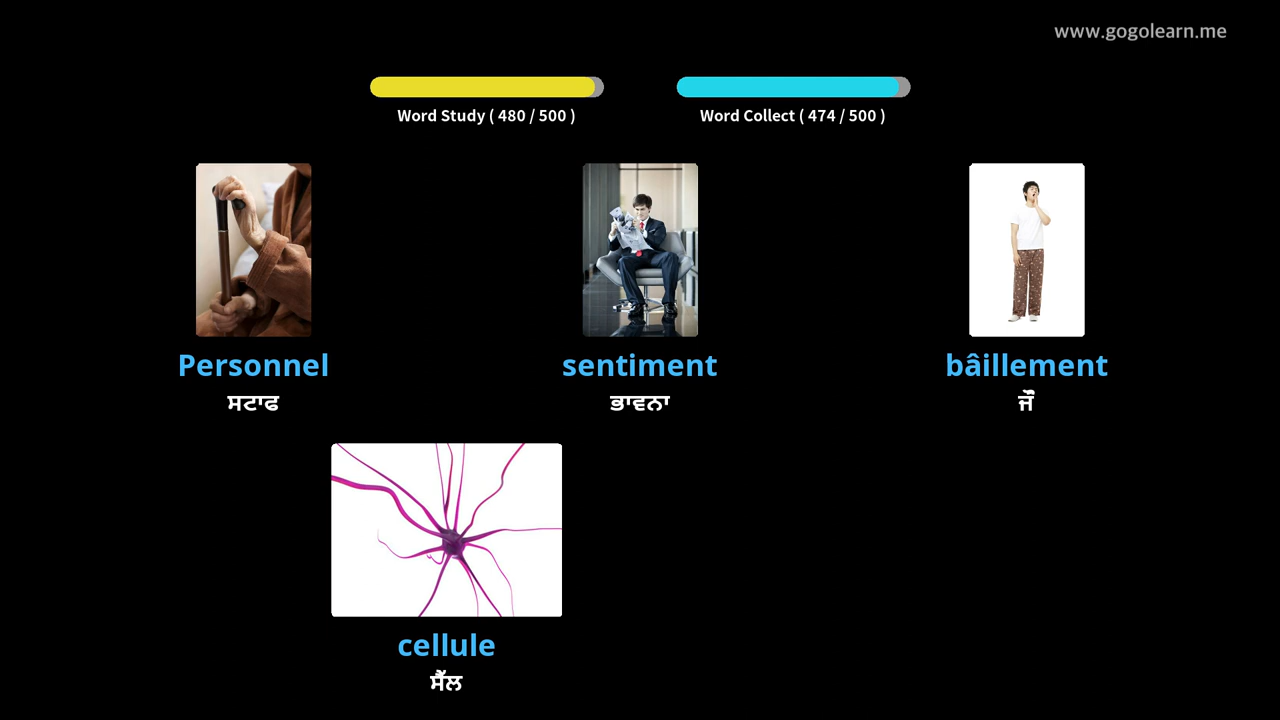 www.gogolearn.me
Word Study ( 480 / 500 )
Word Collect ( 474 / 500 )
Personnel
ਸਟਾਫ
sentiment
ਭਾਵਨਾ
bâillement
ਜੌਂ
cellule
ਸੈੱਲ